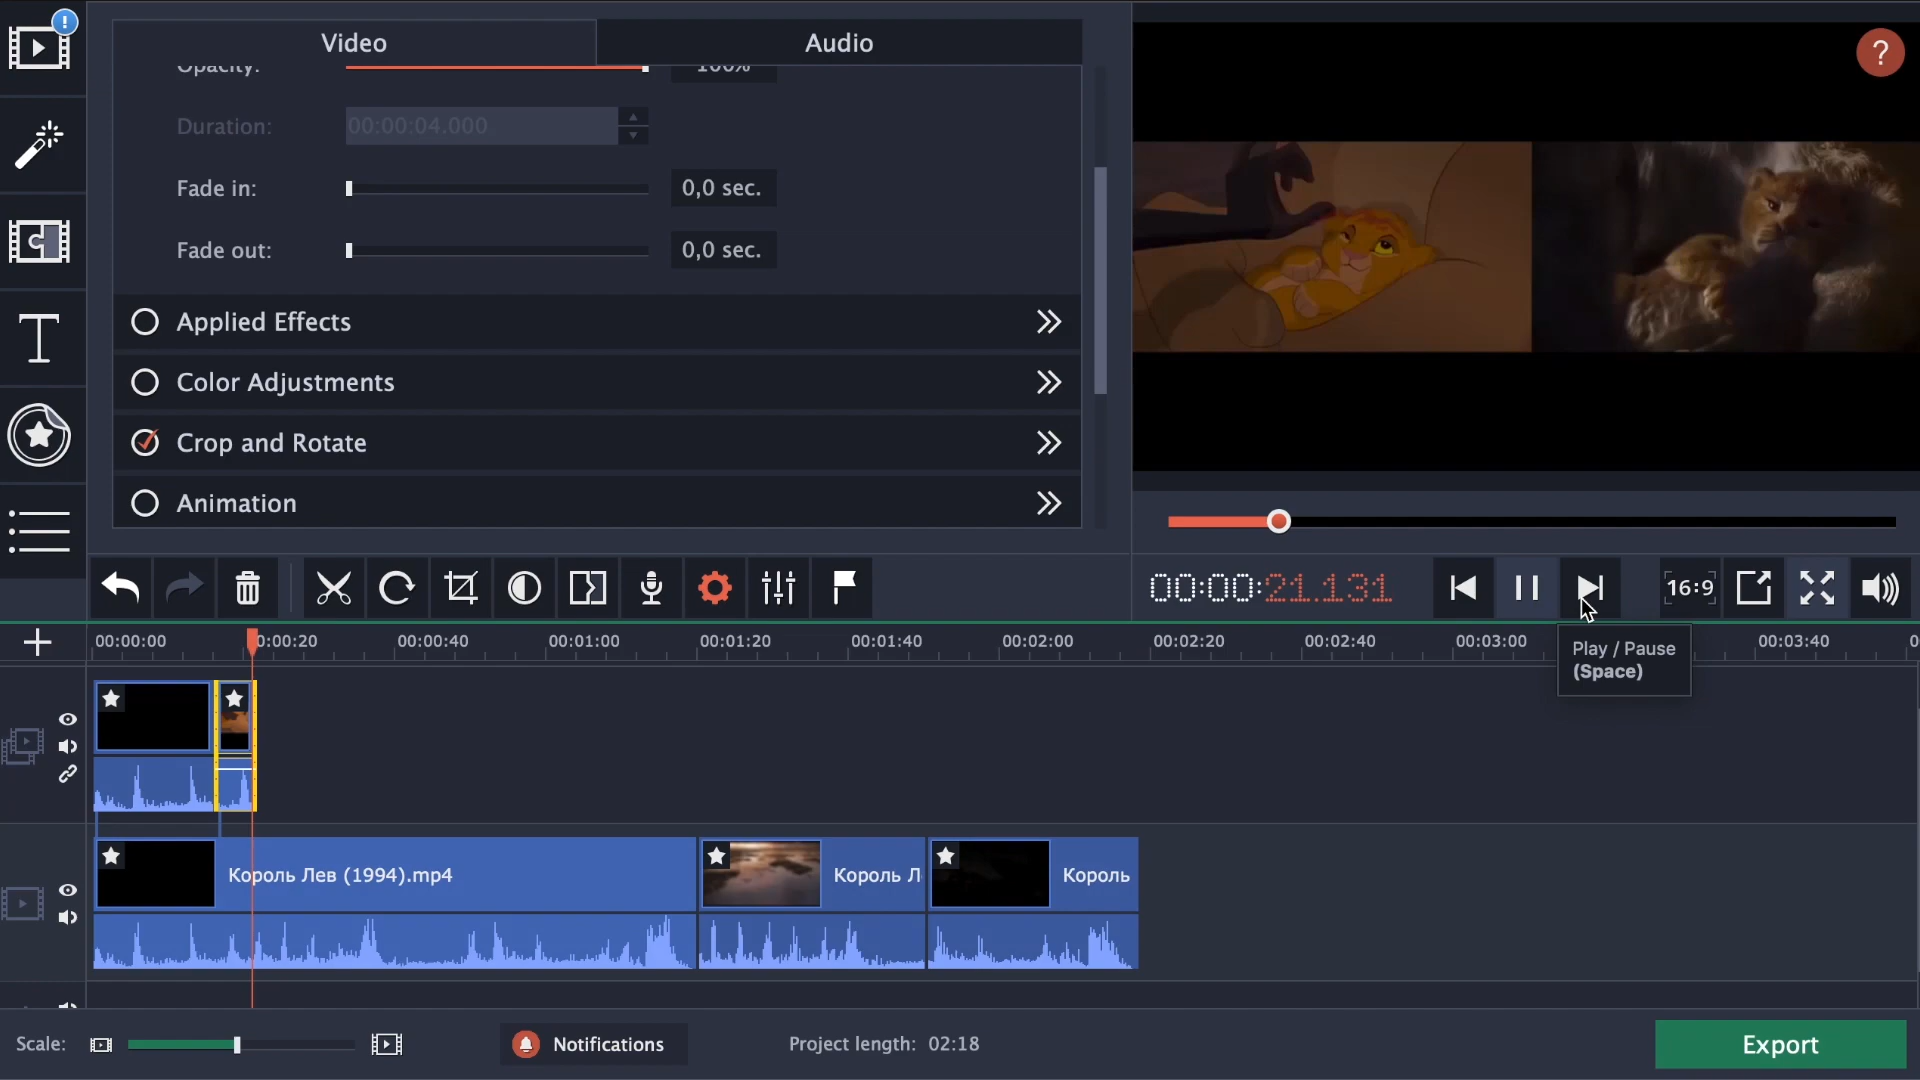 !
Video
Audio
?
Opacity:
100%
Duration:
00:00:04.000
Fade in:
0,0 sec.
Fade out:
0,0 sec.
Applied Effects
Color Adjustments
Crop and Rotate
Animation
00:00:21.131
16:9
00:00:00
0:00:20
00:00:40
00:01:00
00:01:20
00:01:40
00:02:00
00:02:20
00:02:40
00:03:00
00:03:40
0
Play / Pause
(Space)
Король Лев (1994).mp4
Король Л
Король
Scale:
Notifications
Project length: 02:18
Export